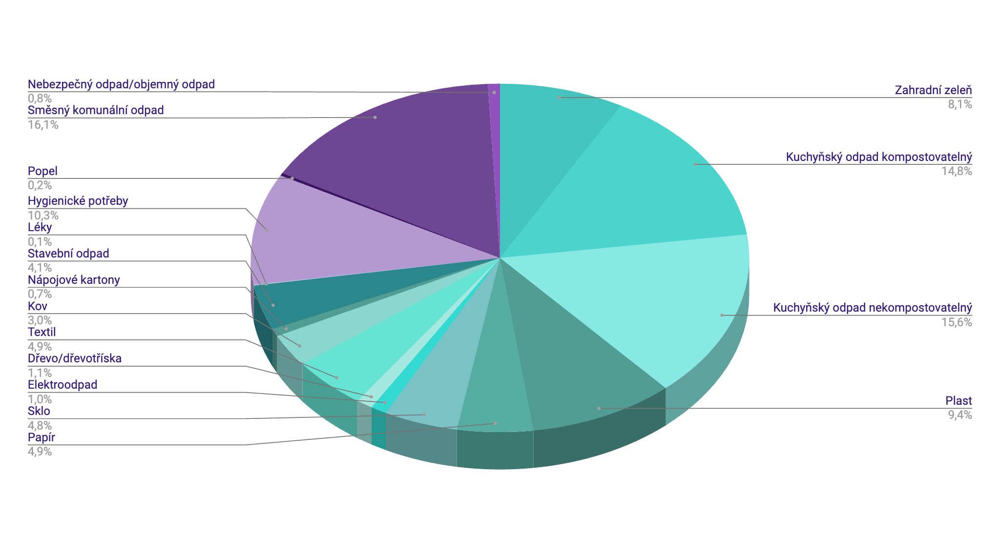 Nebezpečný odpad/objemný odpad
0,8%
Směsný komunální odpad
16,1%
Popel
0,2%
Hygienické potřeby
10,3%
Léky
0,1%
Stavební odpad
4,1%
Nápojové kartony
0,7%
Kov
3,0%
Textil
4,9%
Dřevo/dřevotříska
1,1%
Elektroodpad
1,0%
Sklo
4,8%
Papír
4,9%
Zahradní zeleň
8,1%
Kuchyňský odpad kompostovatelný
14,8%
Kuchyňský odpad nekompostovatelný
15,6%
Plast
9,4%